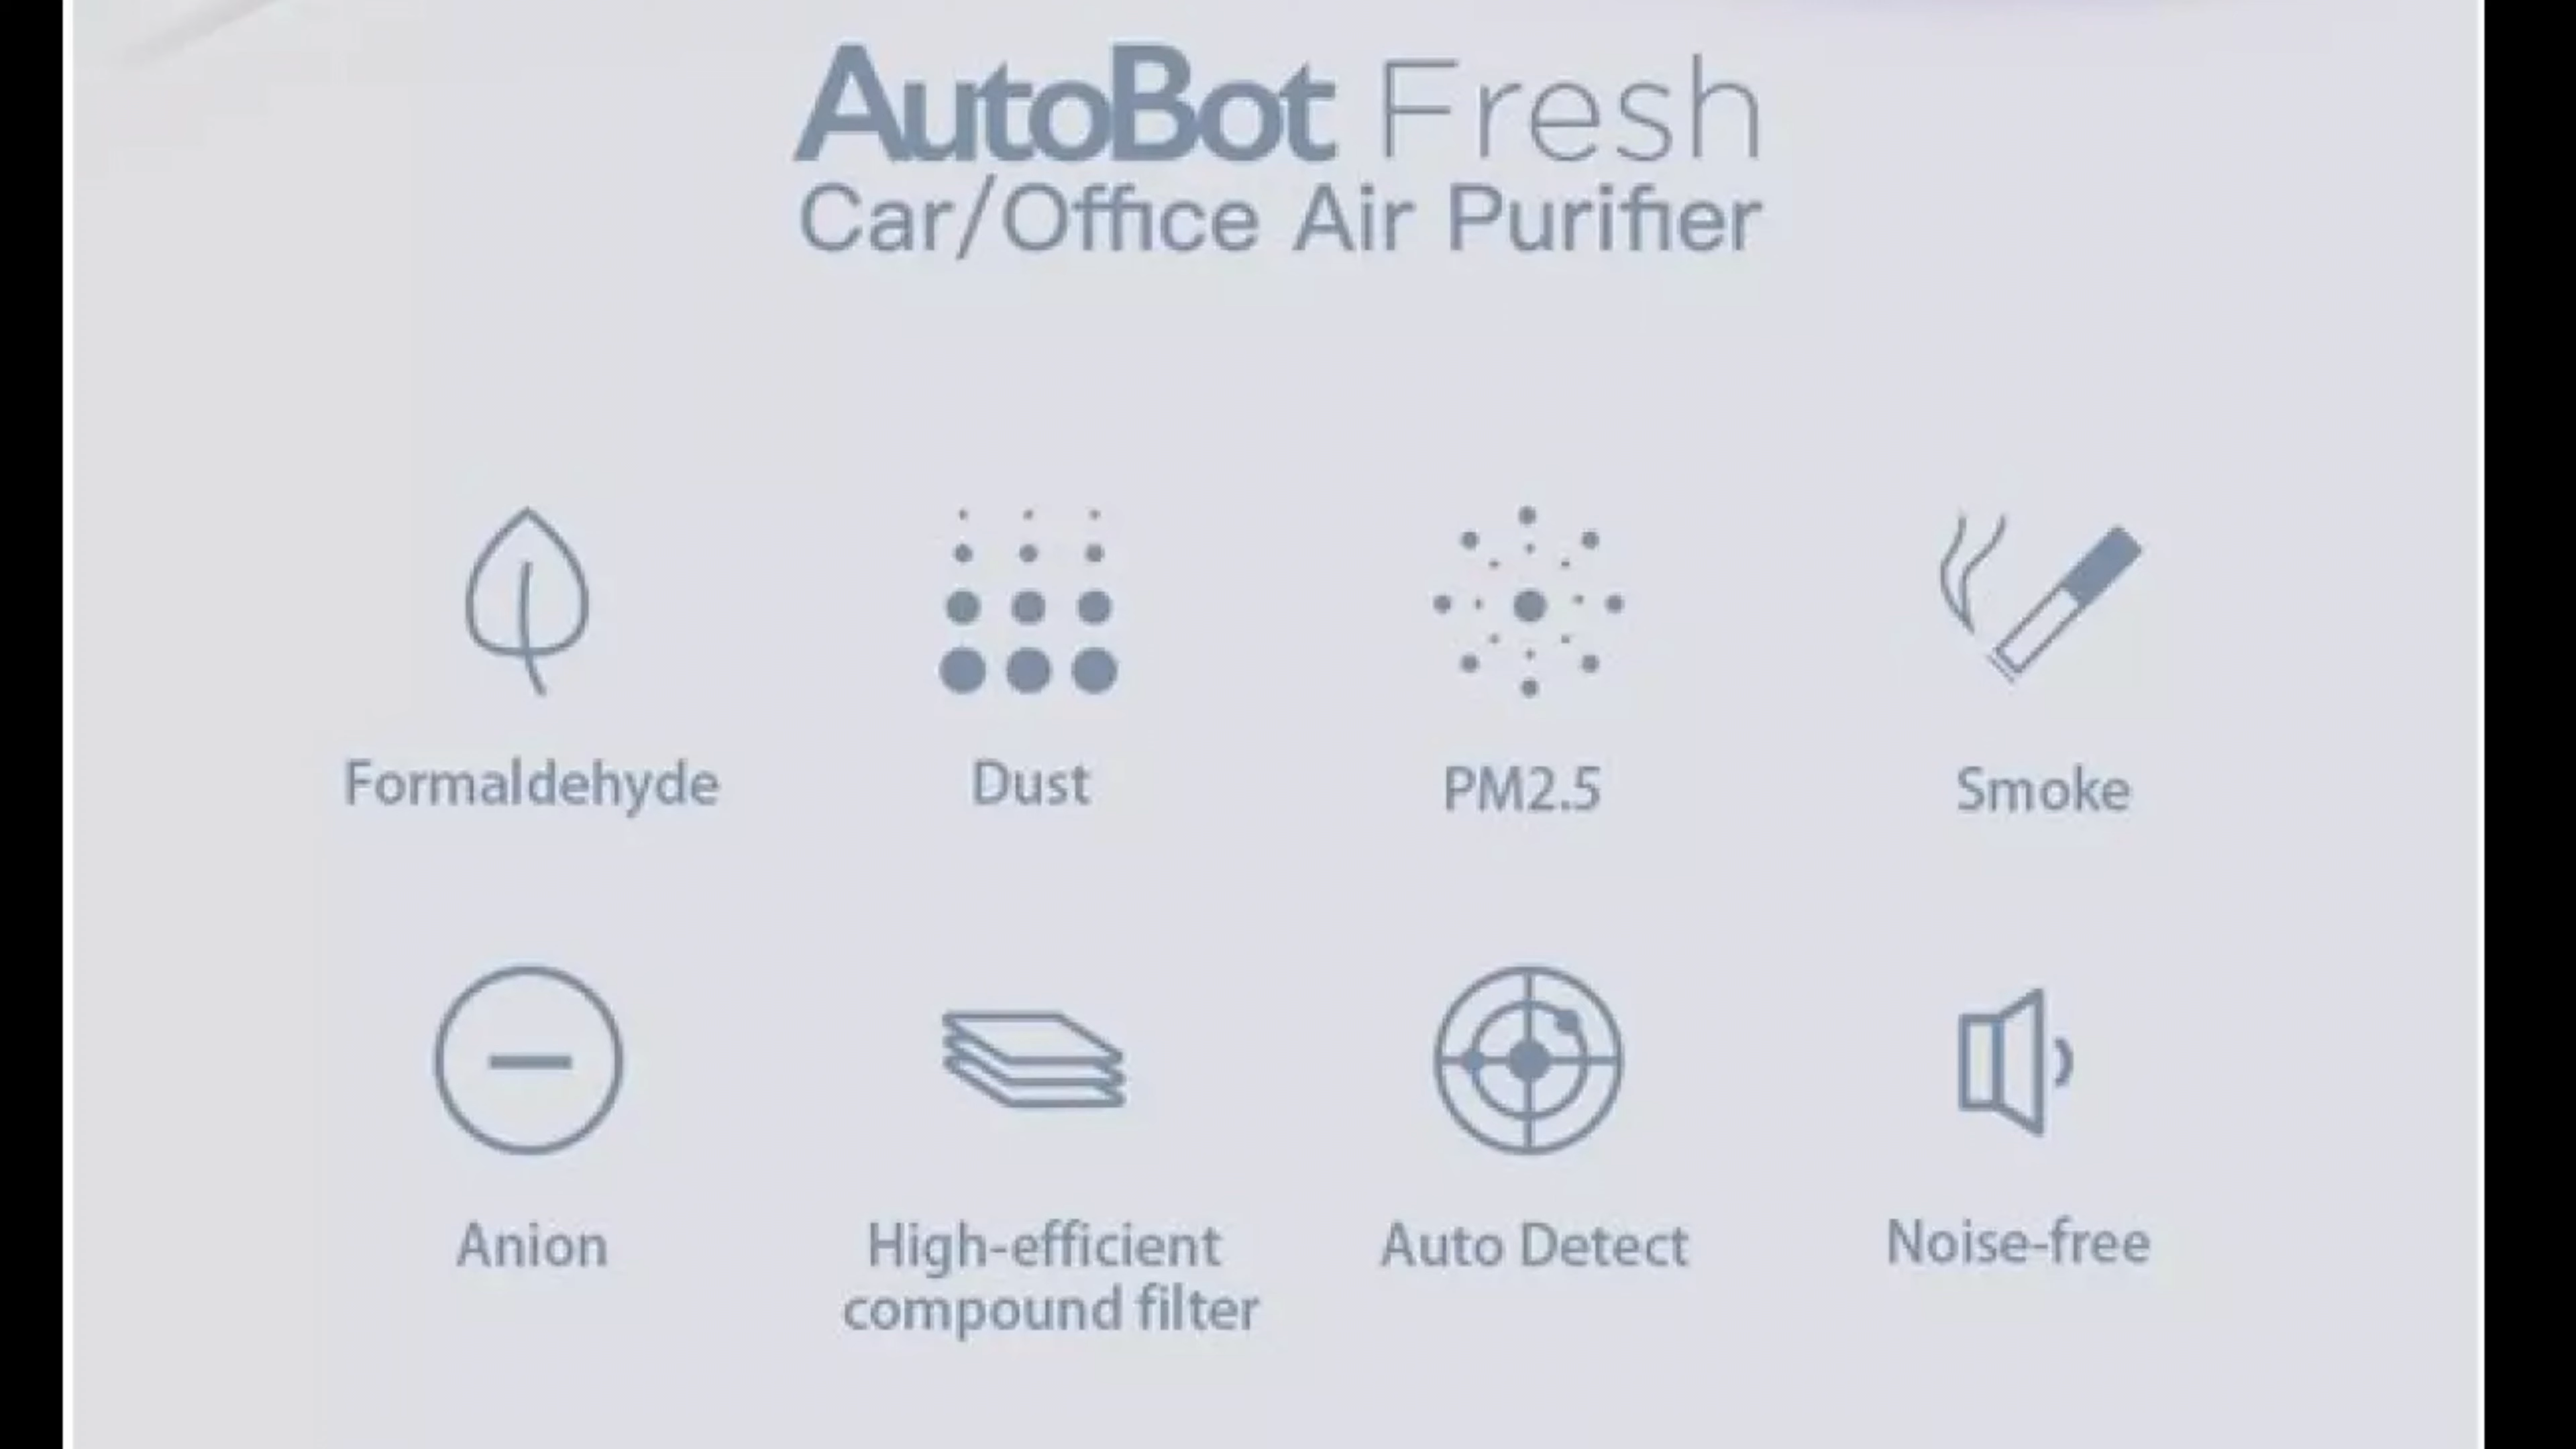 AutoBot Fresh
Car/Office Air Purifier
Formaldehyde
Dust
PM2.5
Smoke
Anion
High-efficient
compound filter
Auto Detect
Noise-free